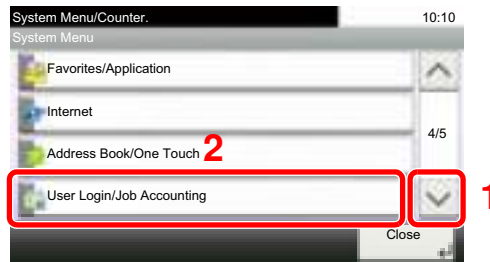 System Menu/Counter. 10:10
System Menu
Favorites/Application
Internet
4/5
Address Book/One Touch 2
User Login/Job Accounting
1
Close